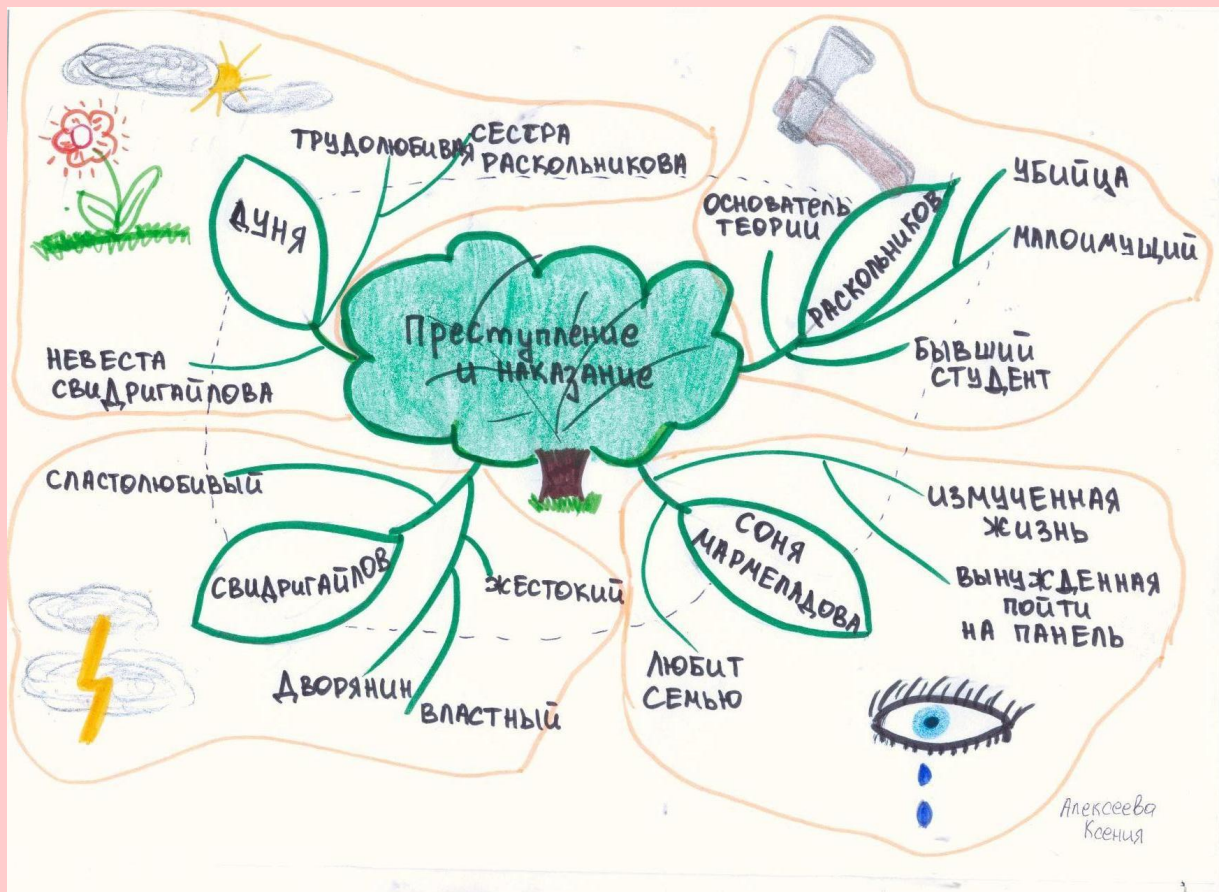 Преступление
и наказание
ДУНЯ
ТРУДОЛЮБИВАЯ
СЕСТРА
РАСКОЛЬНИКОВА
НЕВЕСТА
СВИДРИГАЙЛОВА
РАСКОЛЬНИКОВ
ОСНОВАТЕЛЬ
ТЕОРИИ
УБИЙЦА
МАЛОИМУЩИЙ
БЫВШИЙ
СТУДЕНТ
СВИДРИГАЙЛОВ
СЛАСТОЛЮБИВЫЙ
ЖЕСТОКИЙ
ДВОРЯНИН
ВЛАСТНЫЙ
СОНЯ
МАРМЕЛАДОВА
ИЗМУЧЕННАЯ
ЖИЗНЬ
ВЫНУЖДЕННАЯ
ПОЙТИ
НА ПАНЕЛЬ
ЛЮБИТ
СЕМЬЮ
Алексеева
Ксения